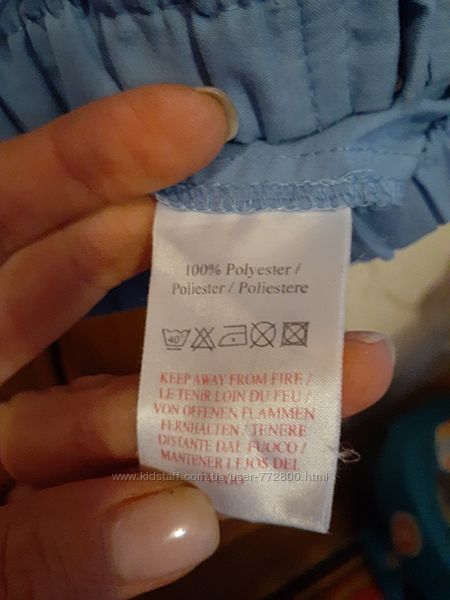 100% Polyester /
Poliester / Poliestere
40
KEEP AWAY FROM FIRE /
LE TENIR LOIN DU FEU /
VON OFFENEN FLAMMEN
FERNHALTEN / TENERE
DISTANTE DAL FUOCO /
MANTENER LEJOS DEL
© kidstaff.com.ua/user-772800.html